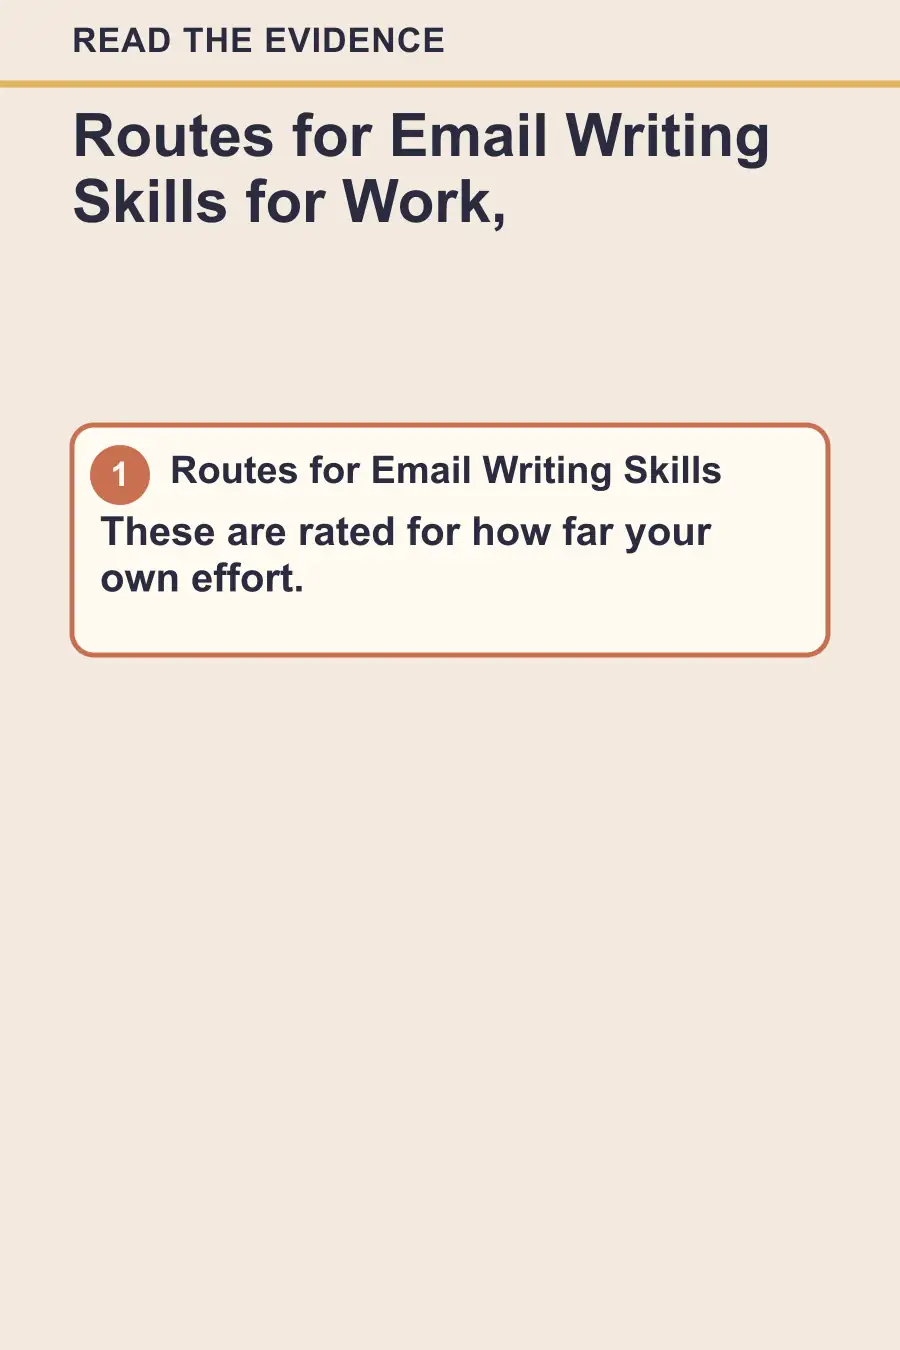 READ THE EVIDENCE
Routes for Email Writing
Skills for Work,
1 Routes for Email Writing Skills
These are rated for how far your
own effort.